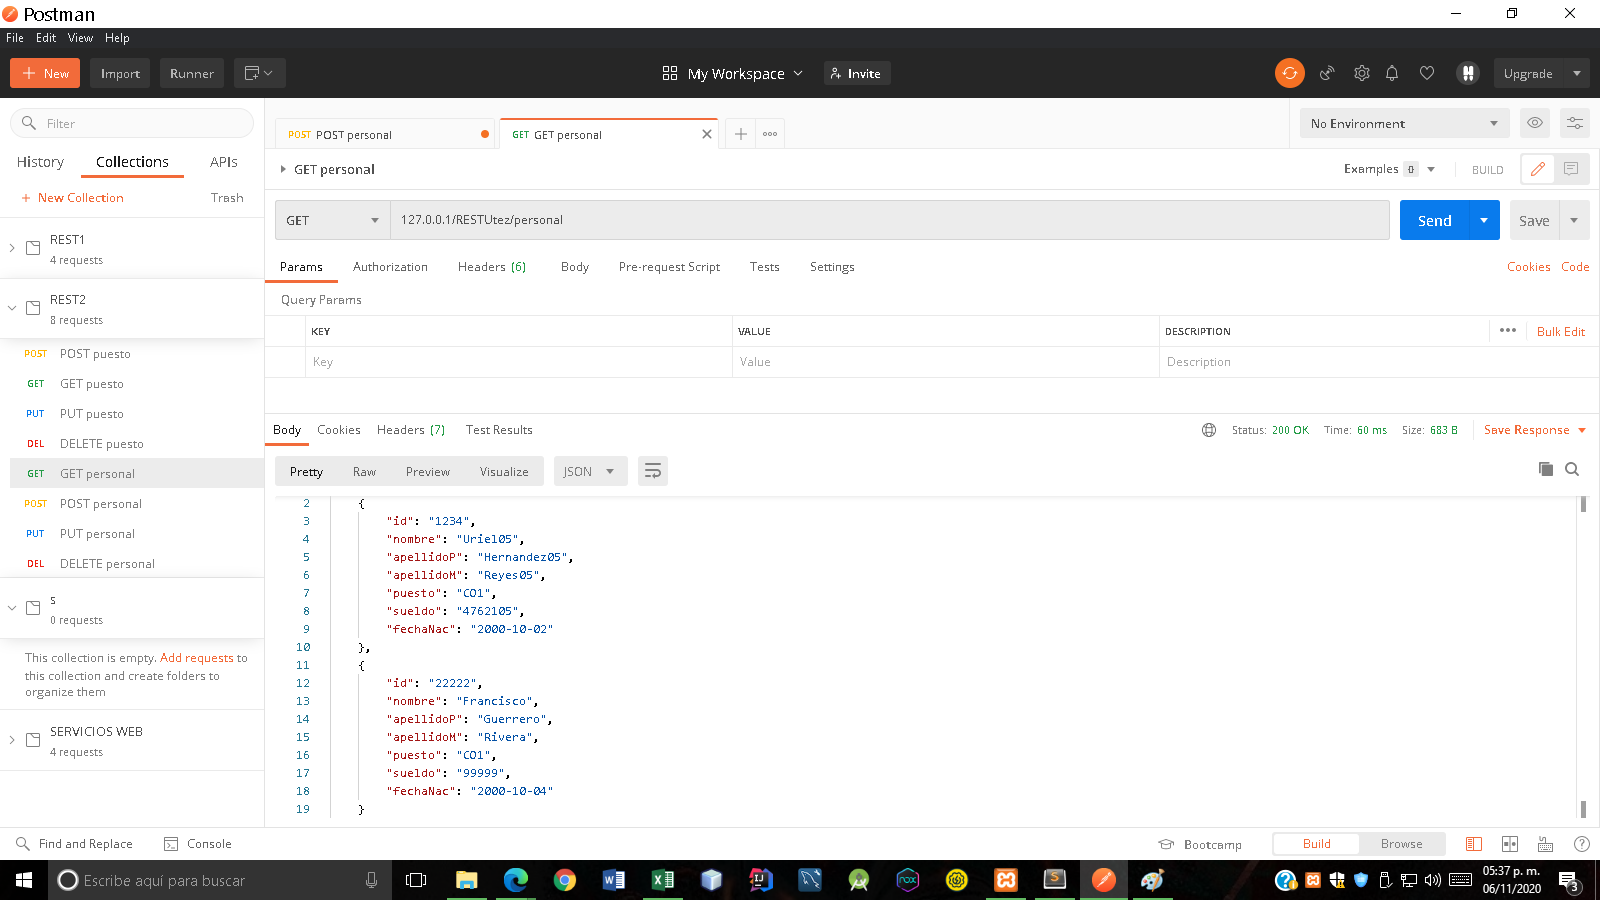 Postman
File Edit View Help
New Import Runner My Workspace Invite Upgrade
Filter
History Collections APIs
+ New Collection Trash
REST1
4 requests
REST2
8 requests
POST POST puesto
GET GET puesto
PUT PUT puesto
DEL DELETE puesto
GET GET personal
POST POST personal
PUT PUT personal
DEL DELETE personal
S
0 requests
This collection is empty. Add requests to
this collection and create folders to
organize them
SERVICIOS WEB
4 requests
POST POST personal GET GET personal No Environment
GET personal Examples 0 BUILD
GET 127.0.0.1/RESTUtez/personal Send Save
Params Authorization Headers (6) Body Pre-request Script Tests Settings Cookies Code
Query Params
KEY VALUE DESCRIPTION Bulk Edit
Key Value Description
Body Cookies Headers (7) Test Results Status: 200 OK Time: 60 ms Size: 683 B Save Response
Pretty Raw Preview Visualize JSON
2 {
3 "id": "1234",
4 "nombre": "Uriel05",
5 "apellidoP": "Hernandez05",
6 "apellidoM": "Reyes05",
7 "puesto": "CO1",
8 "sueldo": "4762105",
9 "fechaNac": "2000-10-02"
10 },
11 {
12 "id": "22222",
13 "nombre": "Francisco",
14 "apellidoP": "Guerrero",
15 "apellidoM": "Rivera",
16 "puesto": "CO1",
17 "sueldo": "99999",
18 "fechaNac": "2000-10-04"
19 }
Find and Replace Console Bootcamp Build Browse
Escribe aquí para buscar
05:37 p. m.
06/11/2020
3